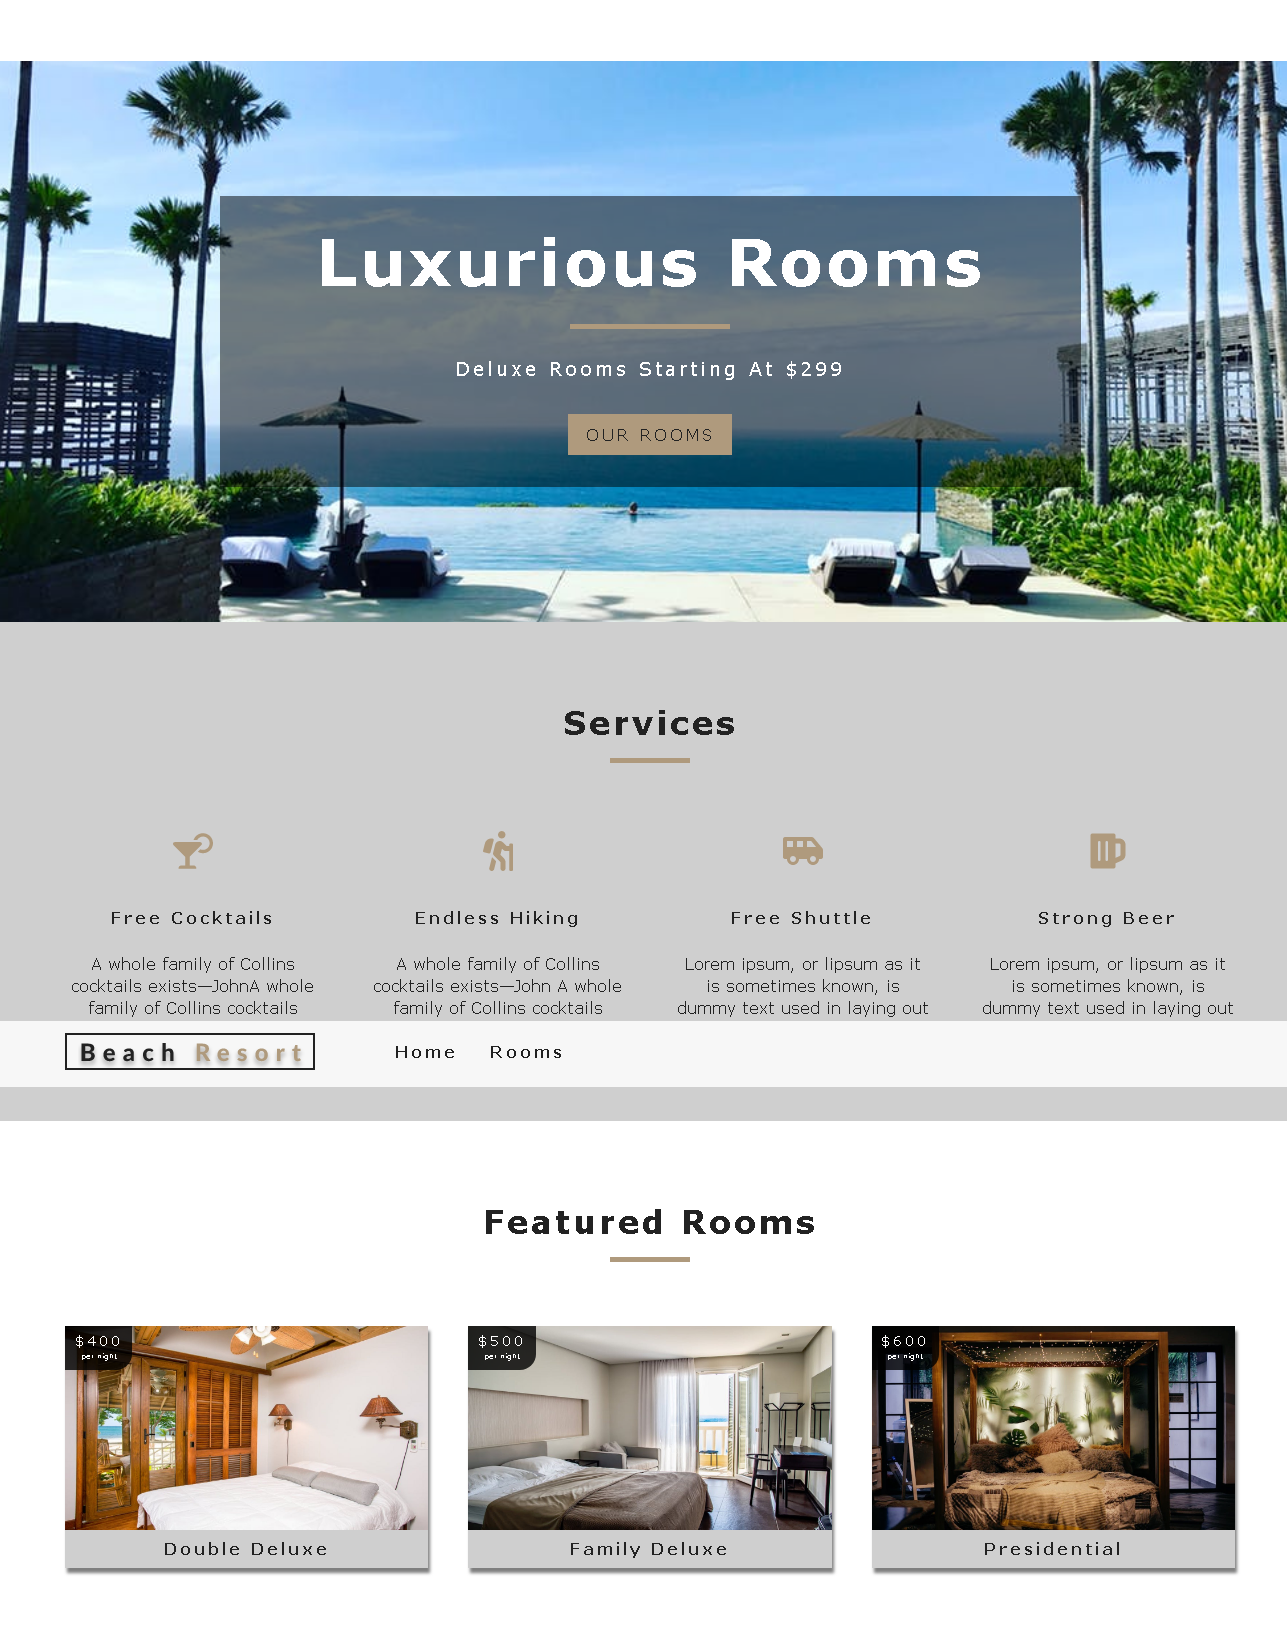 Luxurious Rooms
Deluxe Rooms Starting At $299
OUR ROOMS
Services
Free Cocktails
A whole family of Collins
cocktails exists—JohnA whole
family of Collins cocktails
Endless Hiking
A whole family of Collins
cocktails exists—John A whole
family of Collins cocktails
Free Shuttle
Lorem ipsum, or lipsum as it
is sometimes known, is
dummy text used in laying out
Strong Beer
Lorem ipsum, or lipsum as it
is sometimes known, is
dummy text used in laying out
Beach Resort
Home Rooms
Featured Rooms
$400
per night
Double Deluxe
$500
per night
Family Deluxe
$600
per night
Presidential